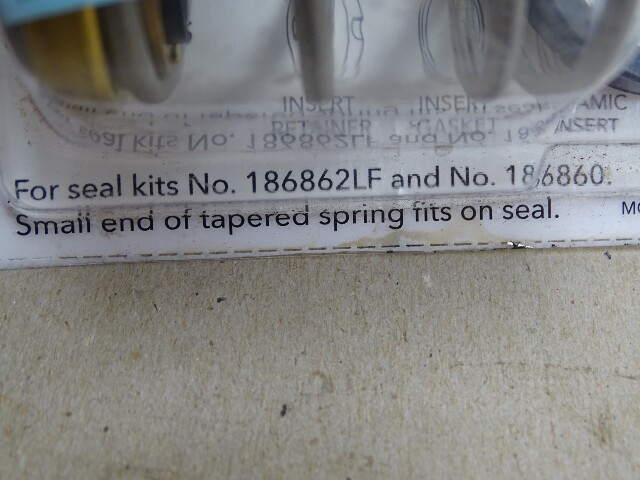 INSERT INSERT AMIC
RETAINER GASKET INSERT
For seal kits No. 186862LF and No. 186860.
Small end of tapered spring fits on seal.